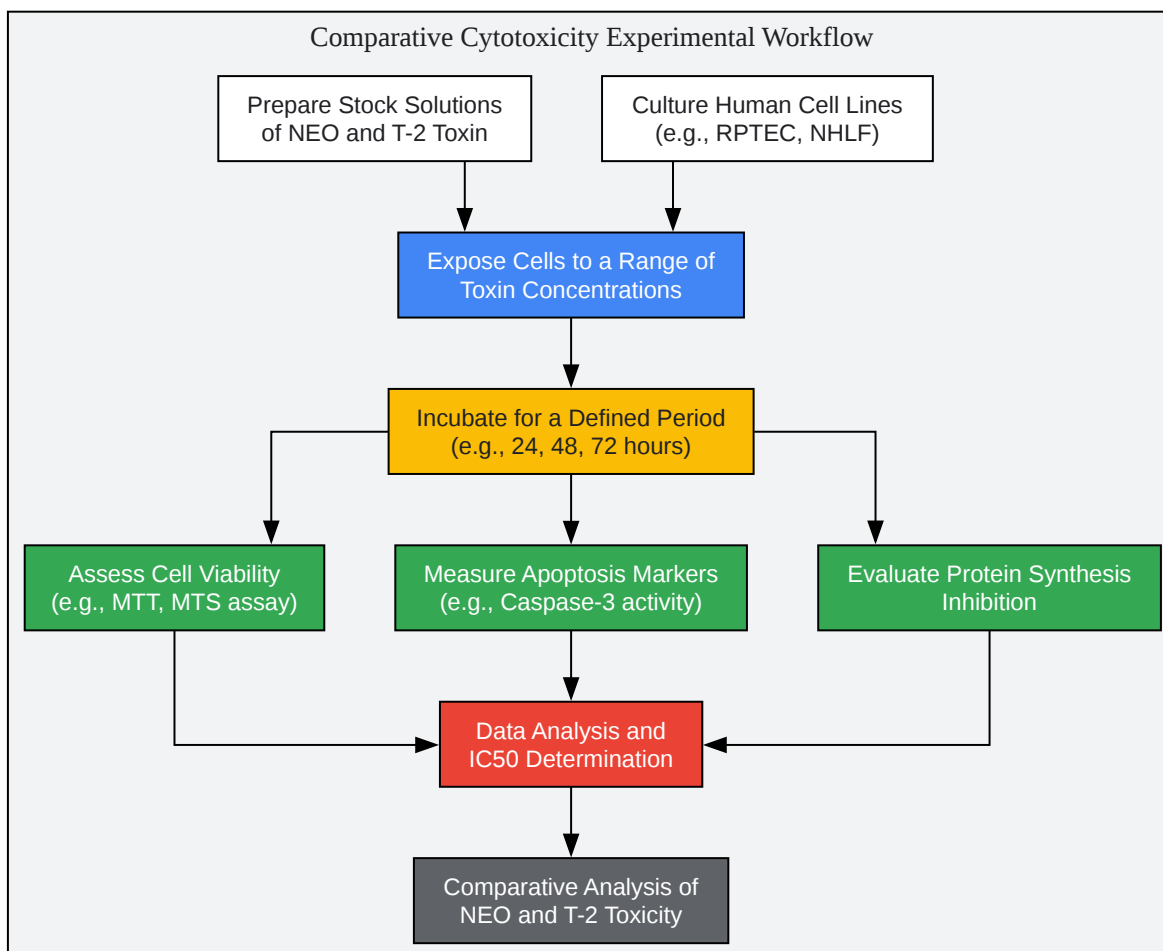 Comparative Cytotoxicity Experimental Workflow
Prepare Stock Solutions
of NEO and T-2 Toxin
Culture Human Cell Lines
(e.g., RPTEC, NHLF)
Expose Cells to a Range of
Toxin Concentrations
Incubate for a Defined Period
(e.g., 24, 48, 72 hours)
Assess Cell Viability
(e.g., MTT, MTS assay)
Measure Apoptosis Markers
(e.g., Caspase-3 activity)
Evaluate Protein Synthesis
Inhibition
Data Analysis and
IC50 Determination
Comparative Analysis of
NEO and T-2 Toxicity